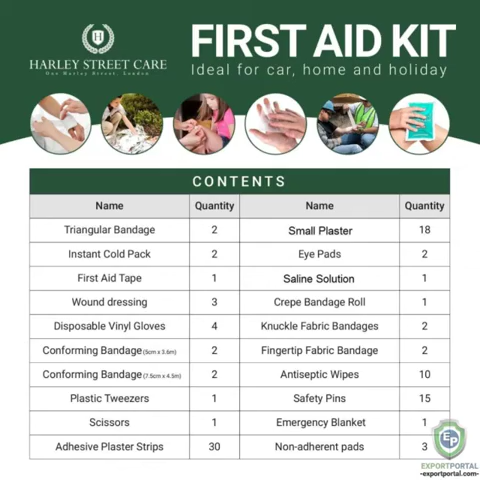 H
HARLEY STREET CARE
One Harley Street, London
FIRST AID KIT
Ideal for car, home and holiday
CONTENTS
Name Quantity Name Quantity
Triangular Bandage 2 Small Plaster 18
Instant Cold Pack 2 Eye Pads 2
First Aid Tape 1 Saline Solution 1
Wound dressing 3 Crepe Bandage Roll 1
Disposable Vinyl Gloves 4 Knuckle Fabric Bandages 2
Conforming Bandage (5cm x 3.6m) 2 Fingertip Fabric Bandage 2
Conforming Bandage (7.5cm x 4.5m) 2 Antiseptic Wipes 10
Plastic Tweezers 1 Safety Pins 15
Scissors 1 Emergency Blanket 1
Adhesive Plaster Strips 30 Non-adherent pads 3
EP
EXPORTPORTAL
-exportportal.com-